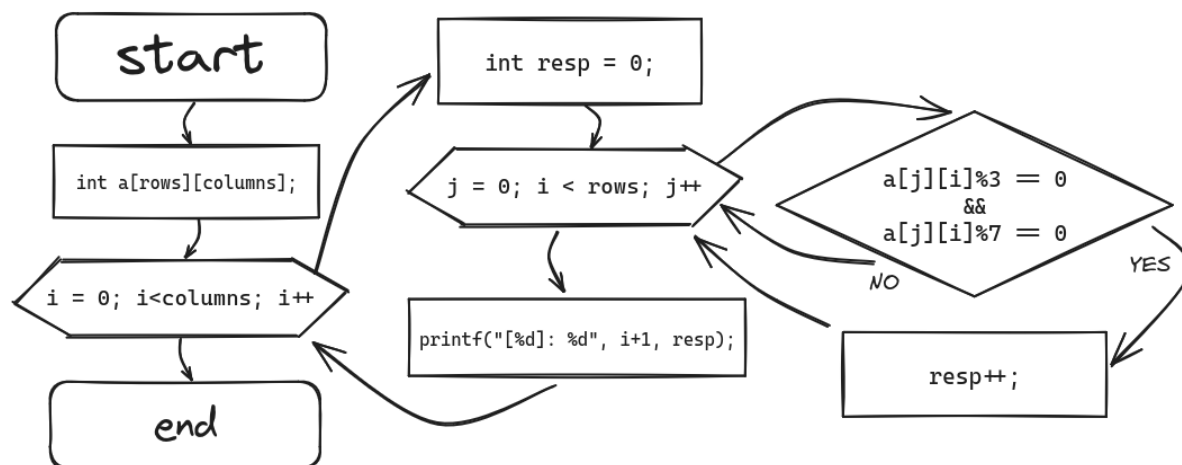 start
int a[rows][columns];
i = 0; i<columns; i++
end
int resp = 0;
j = 0; i < rows; j++
printf("[%d]: %d", i+1, resp);
a[j][i]%3 == 0
&&
a[j][i]%7 == 0
NO
YES
resp++;